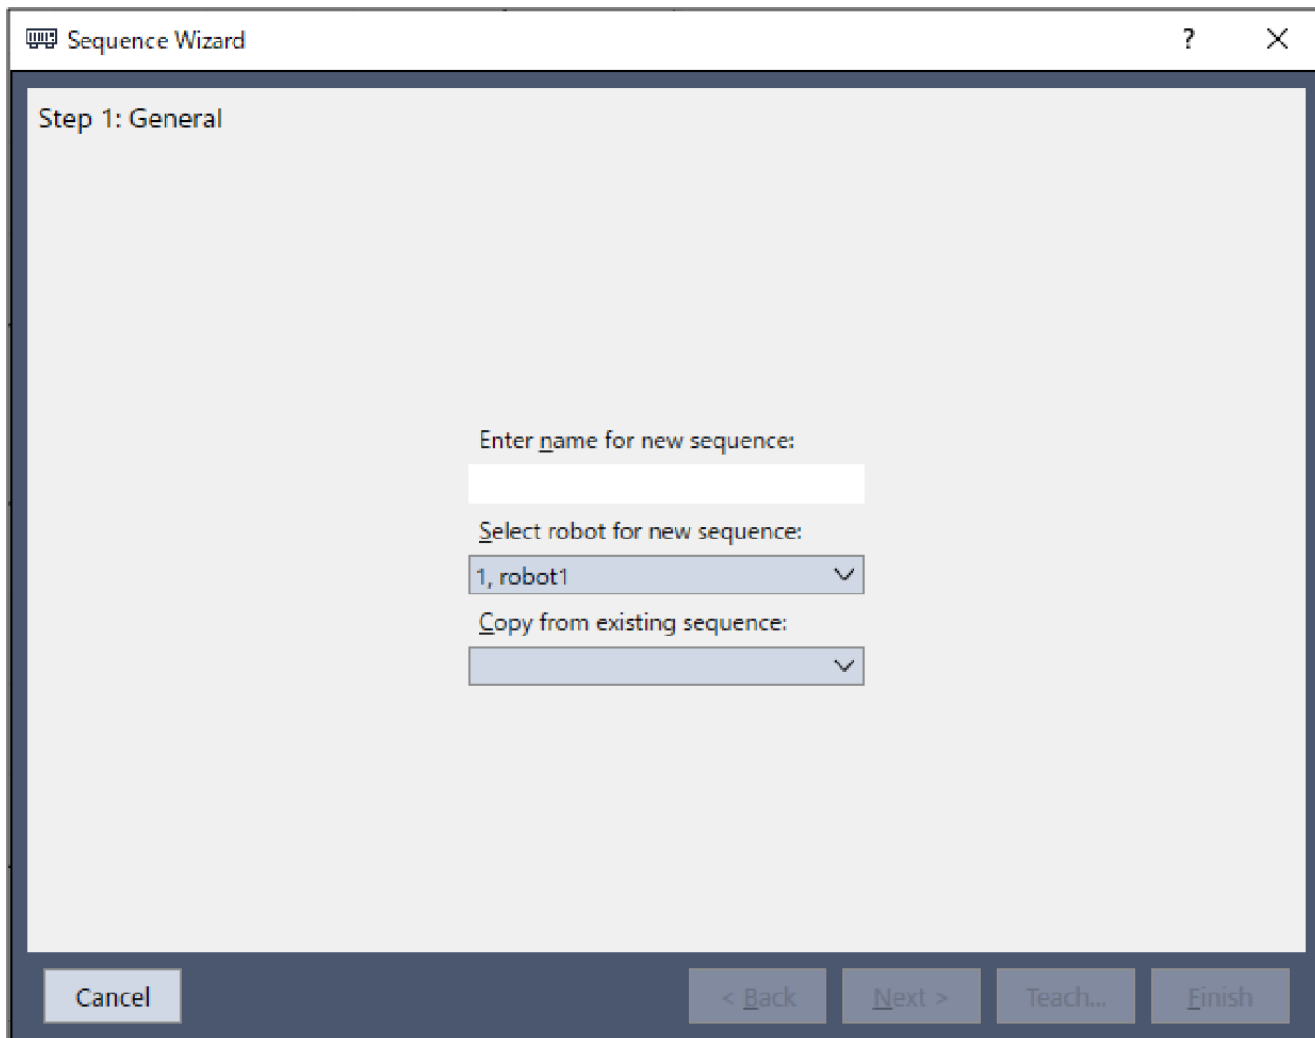 Sequence Wizard ?
Step 1: General
Enter name for new sequence:
Select robot for new sequence:
1, robot1
Copy from existing sequence:
Cancel < Back Next > Teach... Finish